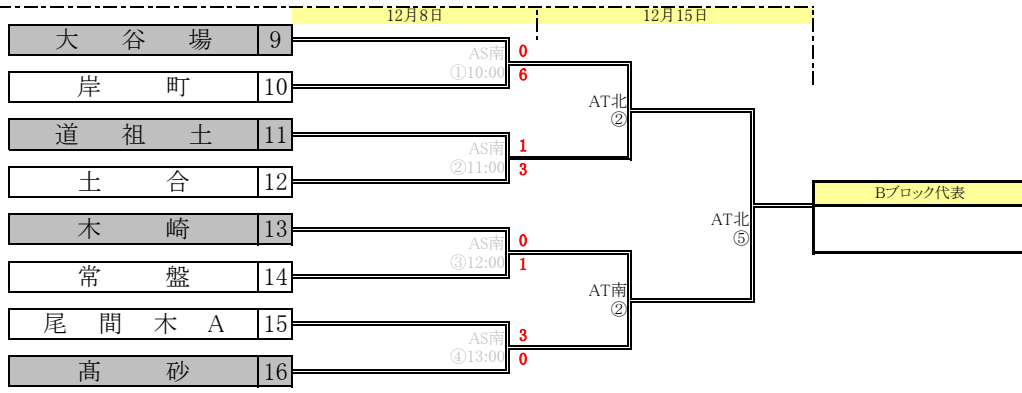 12月8日
12月15日
大谷場 9
AS南 0
①10:00 6
岸町 10
AT北
②
道祖土 11
AS南 1
②11:00 3
土合 12
Bブロック代表
AT北
⑤
木崎 13
AS南 0
③12:00 1
常盤 14
AT南
②
尾間木A 15
AS南 3
④13:00 0
髙砂 16